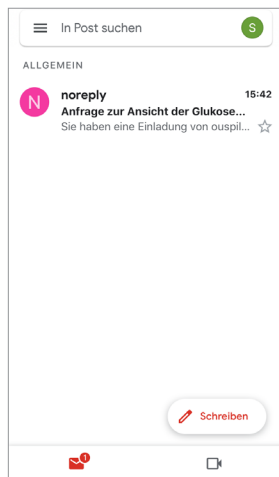 In Post suchen
S
ALLGEMEIN
N
noreply 15:42
Anfrage zur Ansicht der Glukose...
Sie haben eine Einladung von ouspil...
Schreiben
1